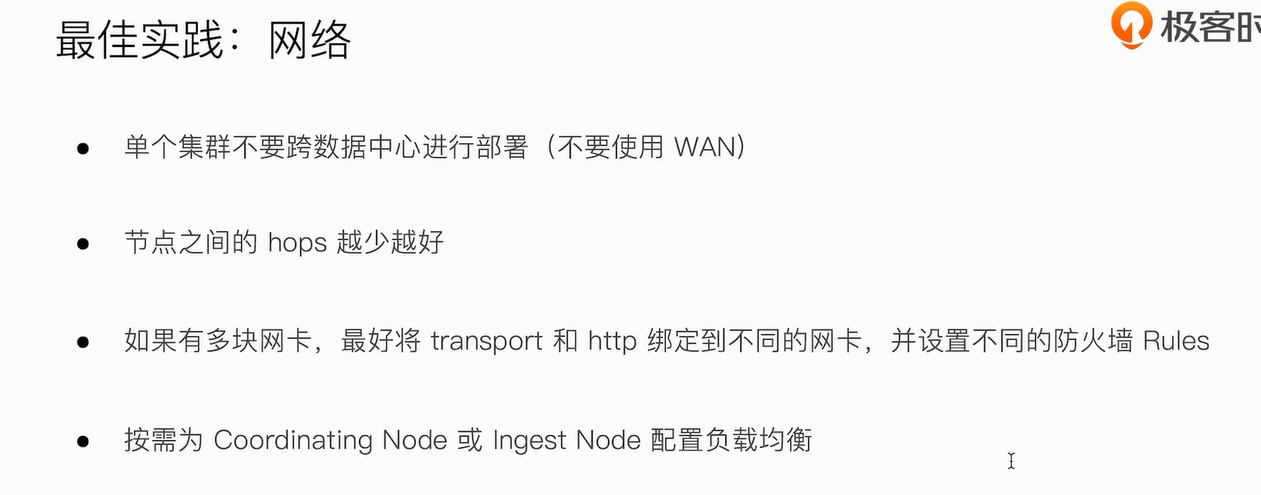 最佳实践：网络
极客时
● 单个集群不要跨数据中心进行部署（不要使用 WAN）
● 节点之间的 hops 越少越好
● 如果有多块网卡，最好将 transport 和 http 绑定到不同的网卡，并设置不同的防火墙 Rules
● 按需为 Coordinating Node 或 Ingest Node 配置负载均衡